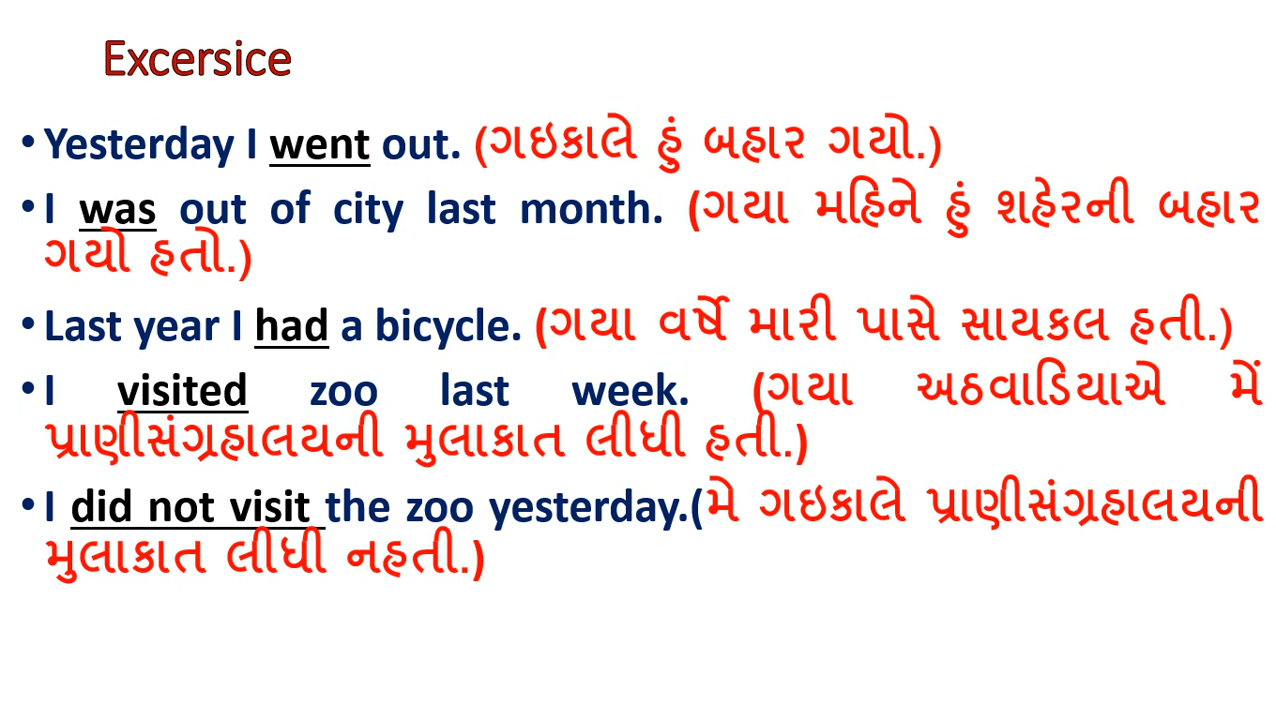 Excersice
• Yesterday I went out. (ગઇકાલે હું બહાર ગયો.)
• I was out of city last month. (ગયા મહિને હું શહેરની બહાર
ગયો હતો.)
• Last year I had a bicycle. (ગયા વર્ષે મારી પાસે સાયકલ હતી.)
• I visited zoo last week. (ગયા અઠવાડિયાએ મેં
પ્રાણીસંગ્રહાલયની મુલાકાત લીધી હતી.)
• I did not visit the zoo yesterday.(મે ગઇકાલે પ્રાણીસંગ્રહાલયની
મુલાકાત લીધી નહતી.)